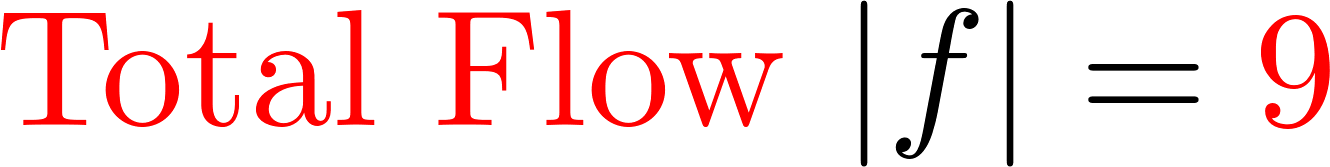 Total Flow |f| = 9